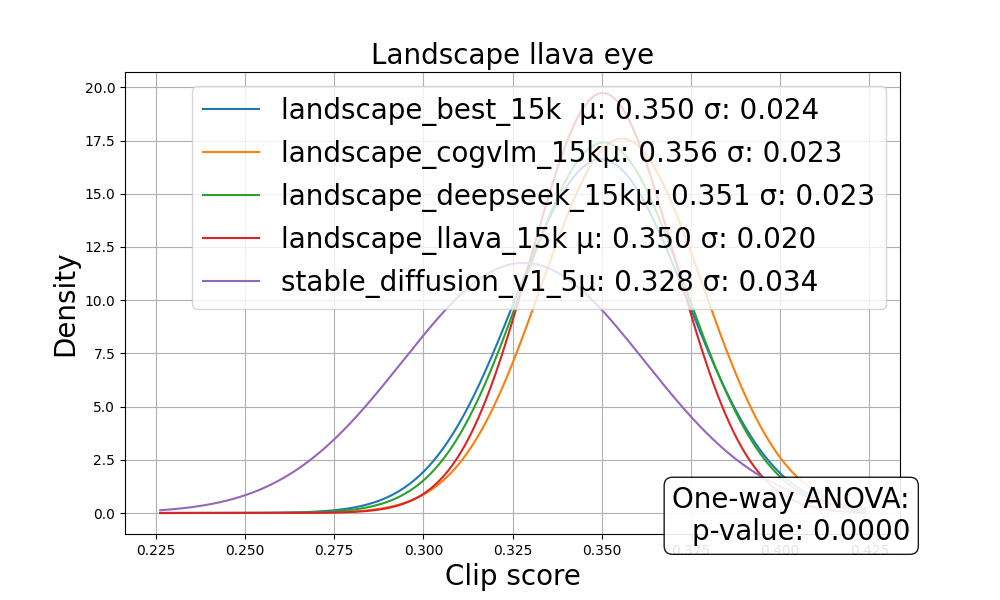 Landscape llava eye
20.0
17.5
15.0
12.5
10.0
7.5
5.0
2.5
0.0
Density
landscape_best_15k  μ: 0.350 σ: 0.024
landscape_cogvlm_15kμ: 0.356 σ: 0.023
landscape_deepseek_15kμ: 0.351 σ: 0.023
landscape_llava_15k μ: 0.350 σ: 0.020
stable_diffusion_v1_5μ: 0.328 σ: 0.034
One-way ANOVA:
p-value: 0.0000
0.225 0.250 0.275 0.300 0.325 0.350 0.375 0.400 0.425
Clip score